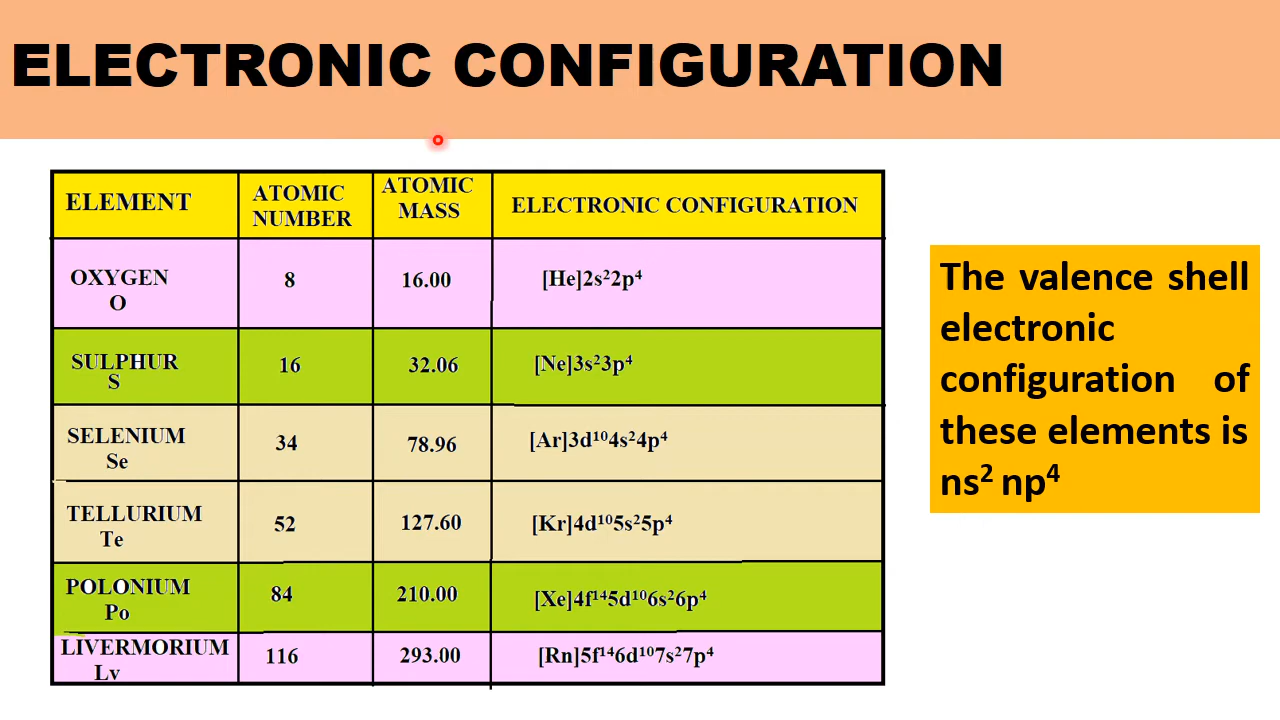 ELECTRONIC CONFIGURATION
ELEMENT
ATOMIC NUMBER
ATOMIC MASS
ELECTRONIC CONFIGURATION
OXYGEN
O
8
16.00
[He]2s²2p⁴
SULPHUR
S
16
32.06
[Ne]3s²3p⁴
SELENIUM
Se
34
78.96
[Ar]3d¹⁰4s²4p⁴
TELLURIUM
Te
52
127.60
[Kr]4d¹⁰5s²5p⁴
POLONIUM
Po
84
210.00
[Xe]4f¹⁴5d¹⁰6s²6p⁴
LIVERMORIUM
Lv
116
293.00
[Rn]5f¹⁴6d¹⁰7s²7p⁴
The valence shell
electronic
configuration of
these elements is
ns² np⁴